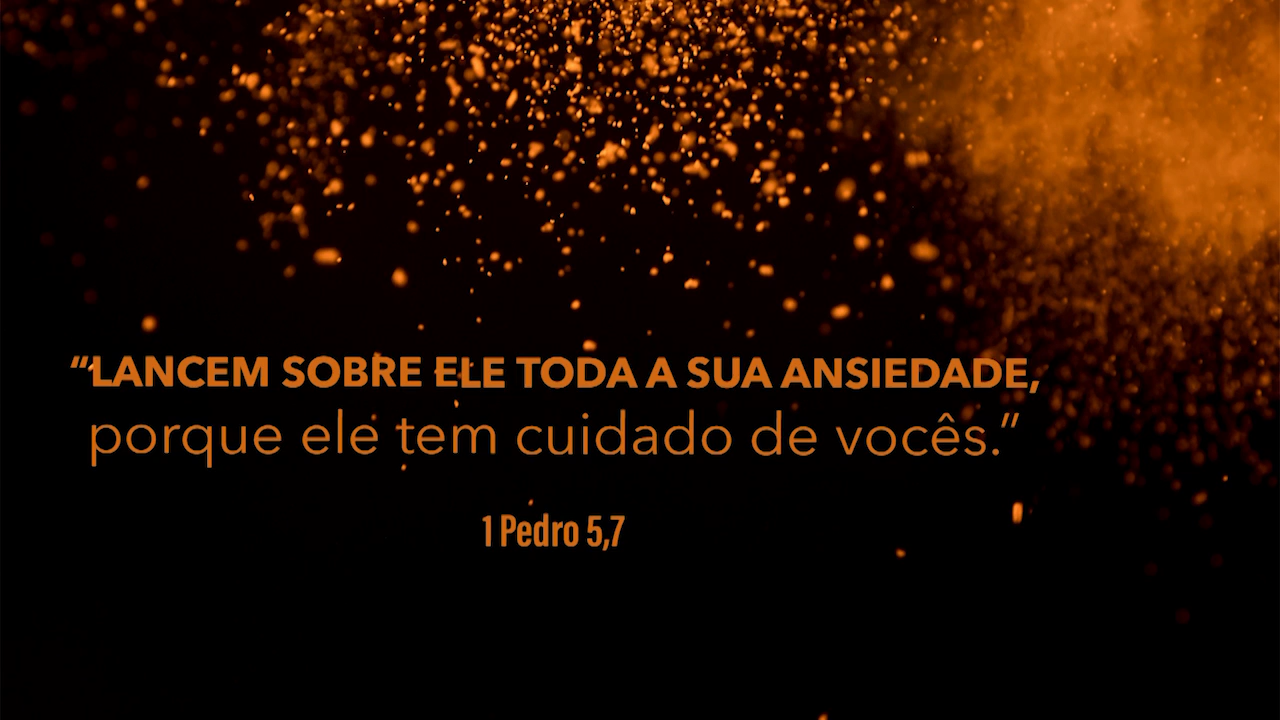 “LANCEM SOBRE ELE TODA A SUA ANSIEDADE,
porque ele tem cuidado de vocês.”
1 Pedro 5,7